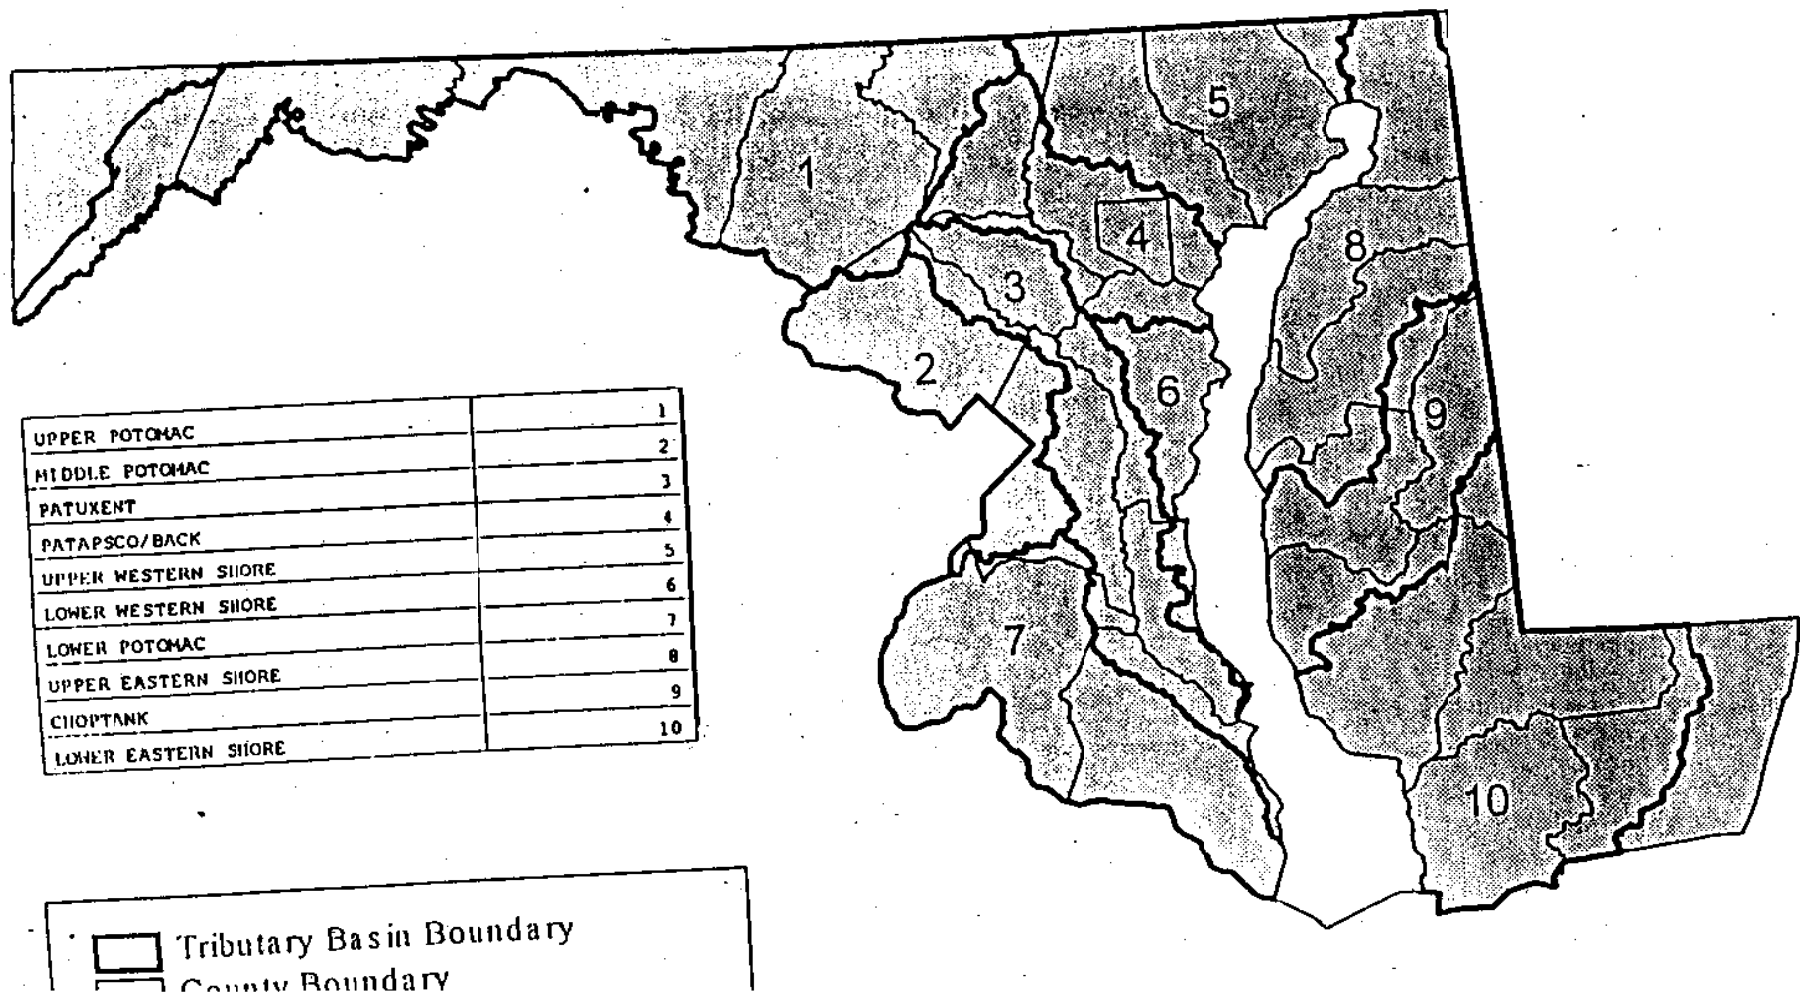 5
1
4
8
3
2
6
9
UPPER POTOMAC 1
MIDDLE POTOMAC 2
PATUXENT 3
PATAPSCO/BACK 4
UPPER WESTERN SHORE 5
LOWER WESTERN SHORE 6
LOWER POTOMAC 7
UPPER EASTERN SHORE 8
CHOPTANK 9
LOWER EASTERN SHORE 10
7
10
Tributary Basin Boundary
County Boundary